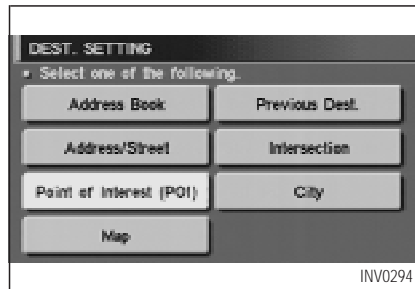 DEST. SETTING
Select one of the following.
Address Book
Previous Dest.
Address/Street
Intersection
Point of Interest (POI)
City
Map
INV0294